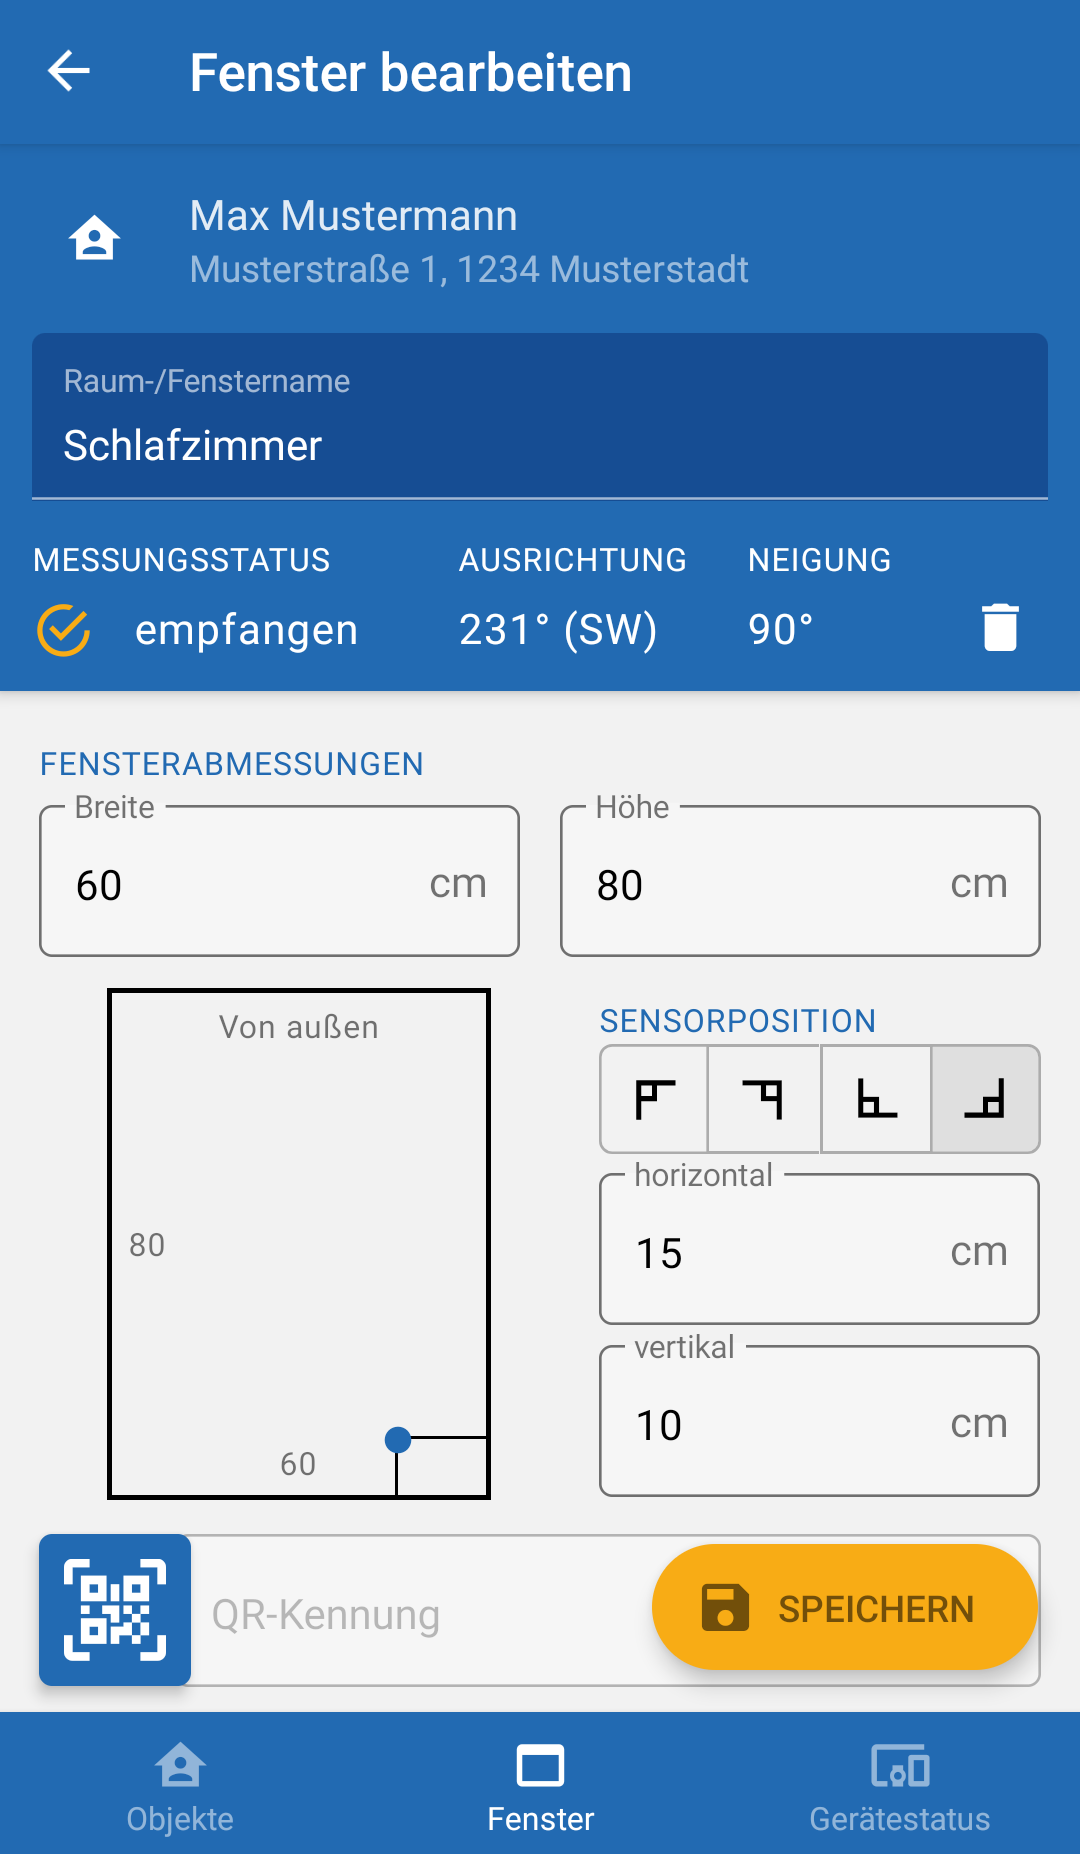 Fenster bearbeiten
Max Mustermann
Musterstraße 1, 1234 Musterstadt
Raum-/Fenstername
Schlafzimmer
MESSUNGSSTATUS AUSRICHTUNG NEIGUNG
empfangen 231° (SW) 90°
FENSTERABMESSUNGEN
Breite Höhe
60 cm 80 cm
Von außen
80
60
SENSORPOSITION
horizontal
15 cm
vertikal
10 cm
QR-Kennung SPEICHERN
Objekte Fenster Gerätestatus